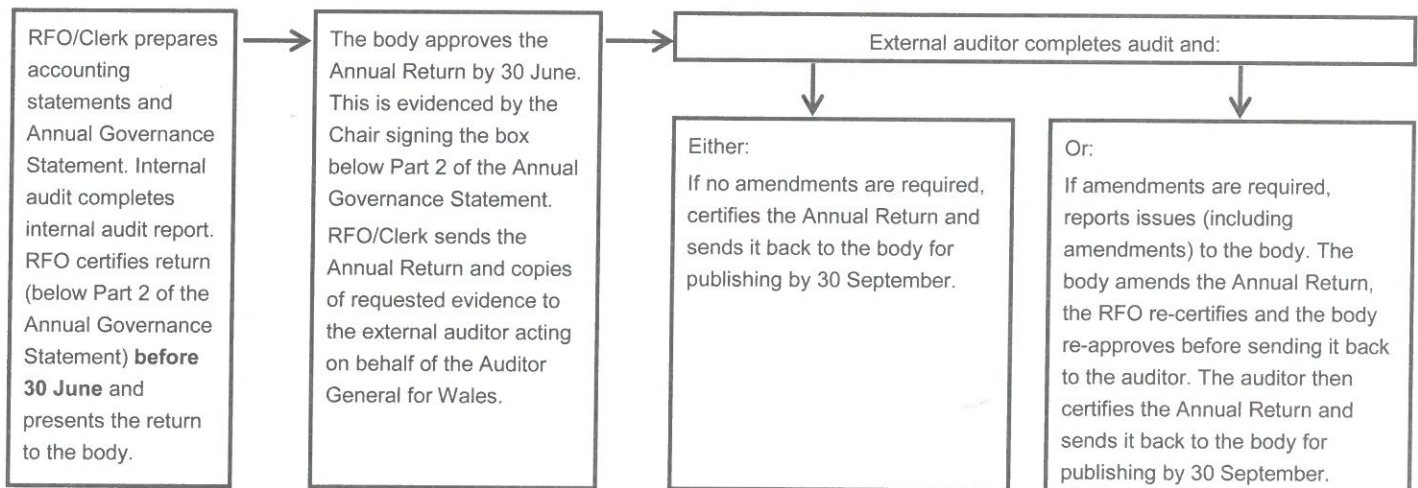 RFO/Clerk prepares
accounting
statements and
Annual Governance
Statement. Internal
audit completes
internal audit report.
RFO certifies return
(below Part 2 of the
Annual Governance
Statement) before
30 June and
presents the return
to the body.
The body approves the
Annual Return by 30 June.
This is evidenced by the
Chair signing the box
below Part 2 of the Annual
Governance Statement.
RFO/Clerk sends the
Annual Return and copies
of requested evidence to
the external auditor acting
on behalf of the Auditor
General for Wales.
External auditor completes audit and:
Either:
If no amendments are required,
certifies the Annual Return and
sends it back to the body for
publishing by 30 September.
Or:
If amendments are required,
reports issues (including
amendments) to the body. The
body amends the Annual Return,
the RFO re-certifies and the body
re-approves before sending it back
to the auditor. The auditor then
certifies the Annual Return and
sends it back to the body for
publishing by 30 September.